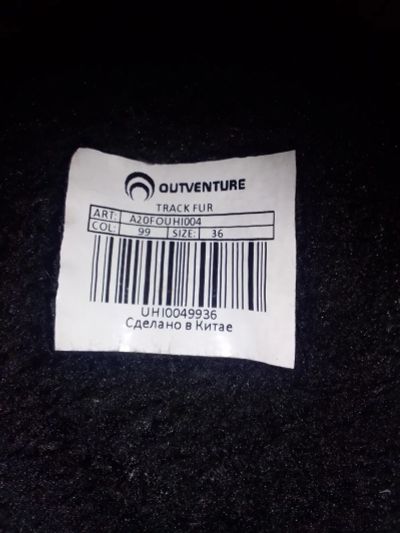 OUTVENTURE
TRACK FUR
ART: A20FOUHI004
COL: 99 SIZE: 36
UHI0049936
Сделано в Китае